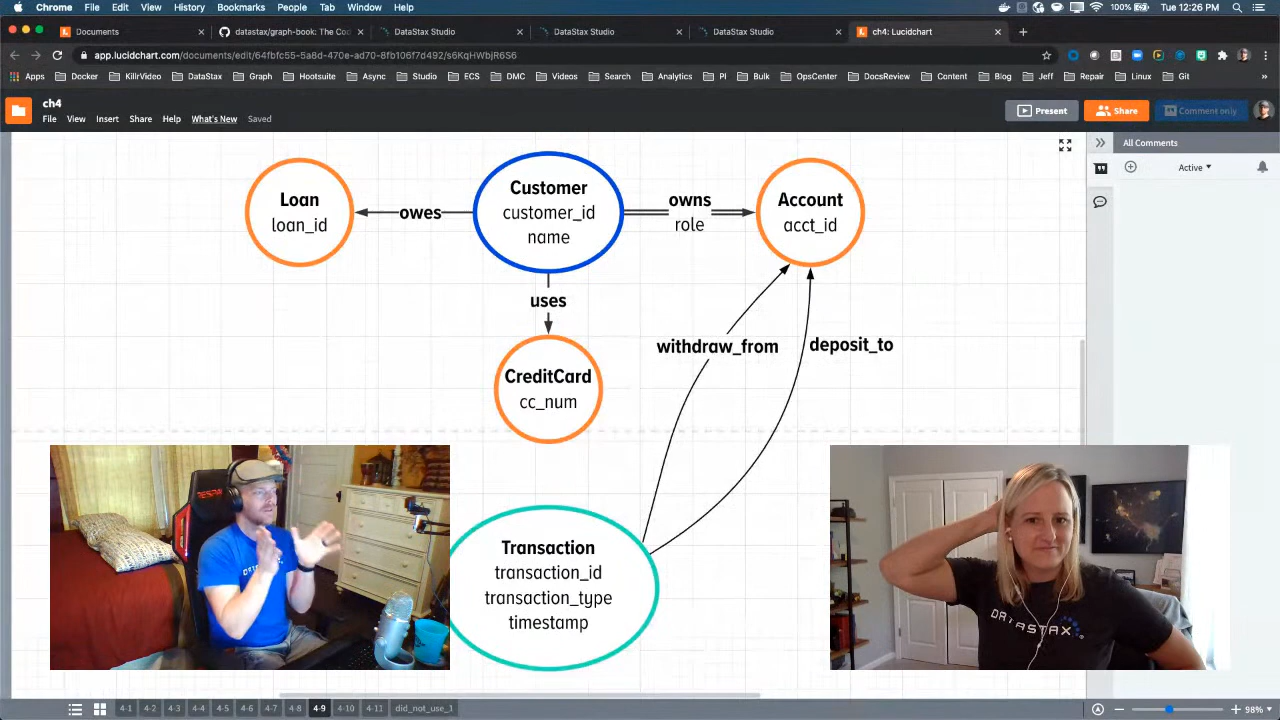 Chrome File Edit View History Bookmarks People Tab Window Help 100% Tue 12:26 PM
Documents datastax/graph-book: The Co DataStax Studio DataStax Studio DataStax Studio ch4: Lucidchart
app.lucidchart.com/documents/edit/64fbfc55-5a8d-470e-ad70-8fb106f7d492/s6KqHWbjR6S6
Apps Docker KillrVideo DataStax Graph Hootsuite Async Studio ECS DMC Videos Search Analytics PI Bulk OpsCenter DocsReview Content Blog Jeff Repair Linux Git
ch4
File View Insert Share Help What's New Saved
Present Share Comment only
All Comments
Active
Loan
loan_id
owes
Customer
customer_id
name
owns
role
Account
acct_id
uses
withdraw_from
deposit_to
CreditCard
cc_num
Transaction
transaction_id
transaction_type
timestamp
DATASTAX
4-1 4-2 4-3 4-4 4-5 4-6 4-7 4-8 4-9 4-10 4-11 did_not_use_1
98%